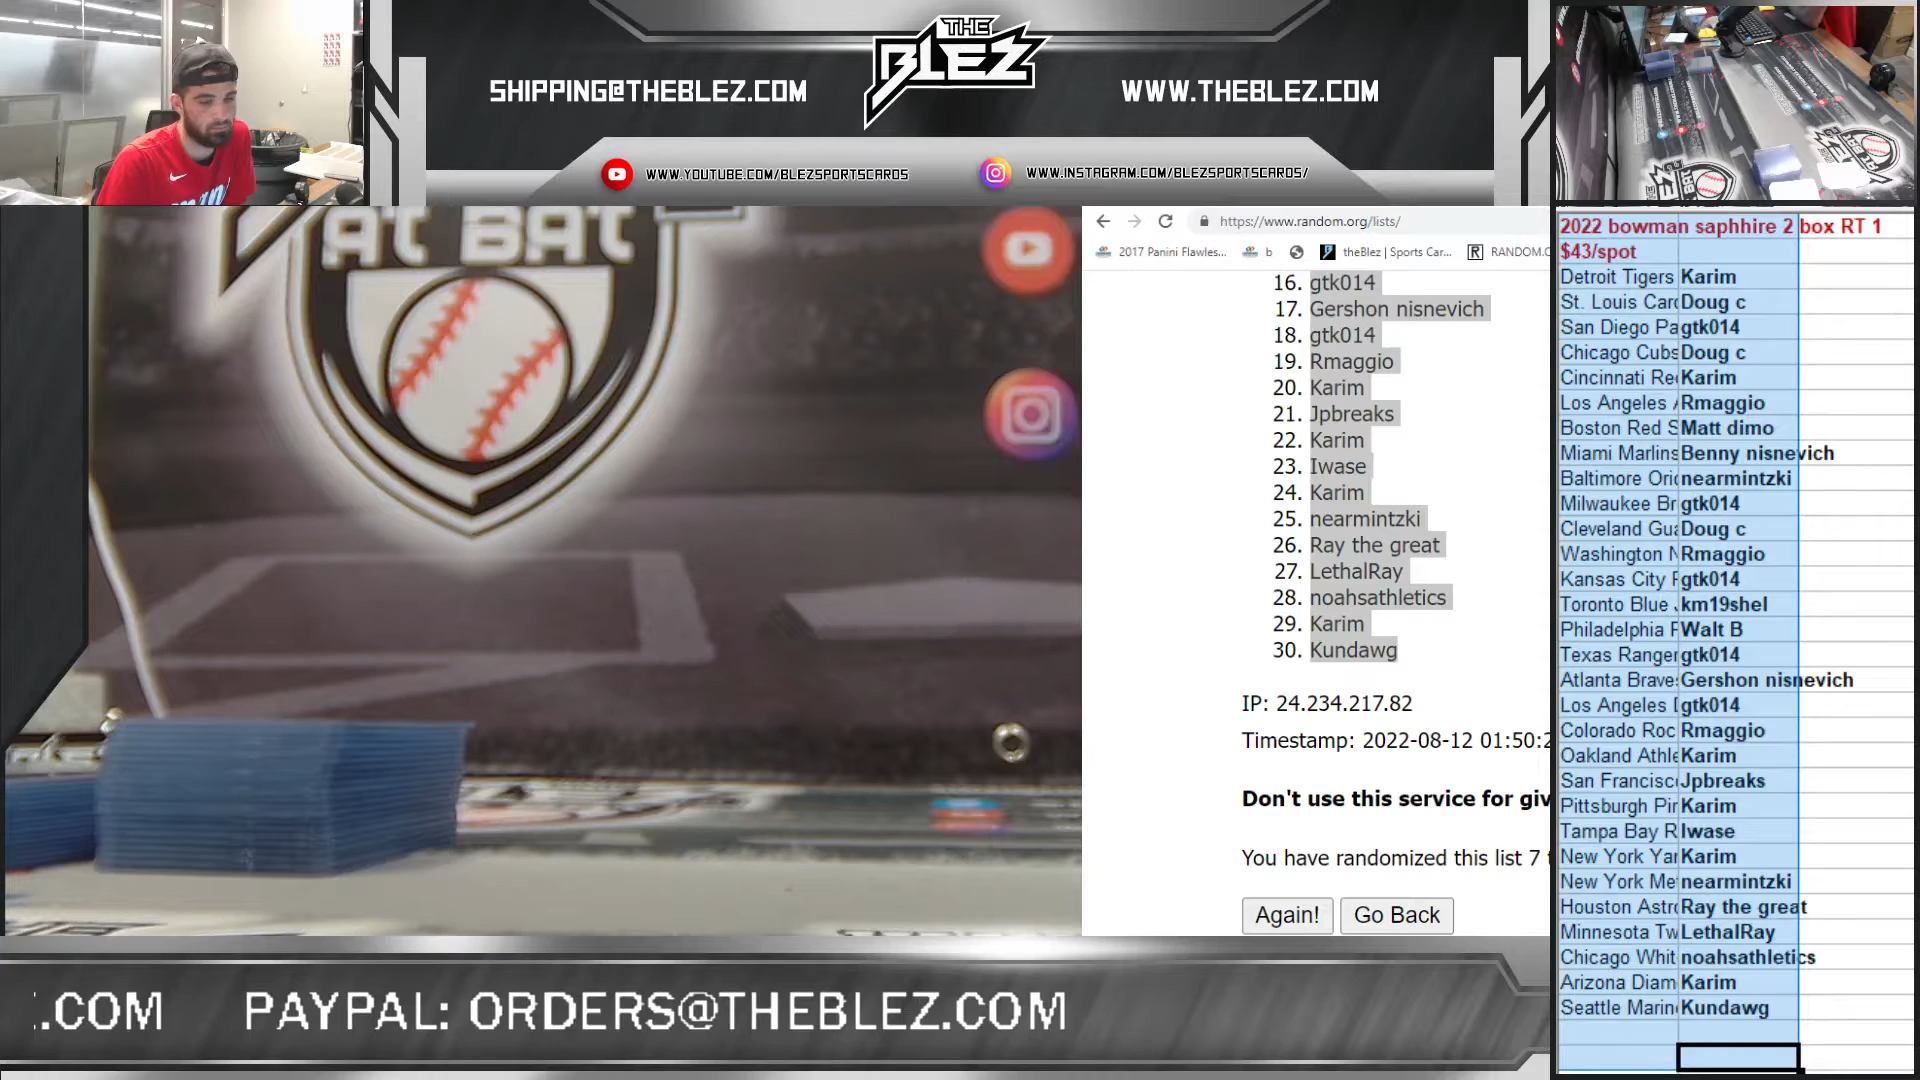 SHIPPING@THEBLEZ.COM
THE
BLEZ
WWW.THEBLEZ.COM
WWW.YOUTUBE.COM/BLEZSPORTSCARDS
WWW.INSTAGRAM.COM/BLEZSPORTSCARDS/
AT BAT
https://www.random.org/lists/
2017 Panini Flawles...
b
theBlez | Sports Car...
R
RANDOM.O
16. gtk014
17. Gershon nisnevich
18. gtk014
19. Rmaggio
20. Karim
21. Jpbreaks
22. Karim
23. Iwase
24. Karim
25. nearmintzki
26. Ray the great
27. LethalRay
28. noahsathletics
29. Karim
30. Kundawg
IP: 24.234.217.82
Timestamp: 2022-08-12 01:50:2
Don't use this service for giv
You have randomized this list 7
Again!
Go Back
2022 bowman saphhire 2 box RT 1
$43/spot
Detroit Tigers Karim
St. Louis Card Doug c
San Diego Pa gtk014
Chicago Cubs Doug c
Cincinnati Re Karim
Los Angeles A Rmaggio
Boston Red S Matt dimo
Miami Marlins Benny nisnevich
Baltimore Orio nearmintzki
Milwaukee Br gtk014
Cleveland Gua Doug c
Washington N Rmaggio
Kansas City R gtk014
Toronto Blue J km19shel
Philadelphia P Walt B
Texas Ranger gtk014
Atlanta Braves Gershon nisnevich
Los Angeles D gtk014
Colorado Roc Rmaggio
Oakland Athle Karim
San Francisc Jpbreaks
Pittsburgh Pir Karim
Tampa Bay R Iwase
New York Yan Karim
New York Me nearmintzki
Houston Astro Ray the great
Minnesota Tw LethalRay
Chicago Whit noahsathletics
Arizona Diam Karim
Seattle Marin Kundawg
.COM
PAYPAL: ORDERS@THEBLEZ.COM